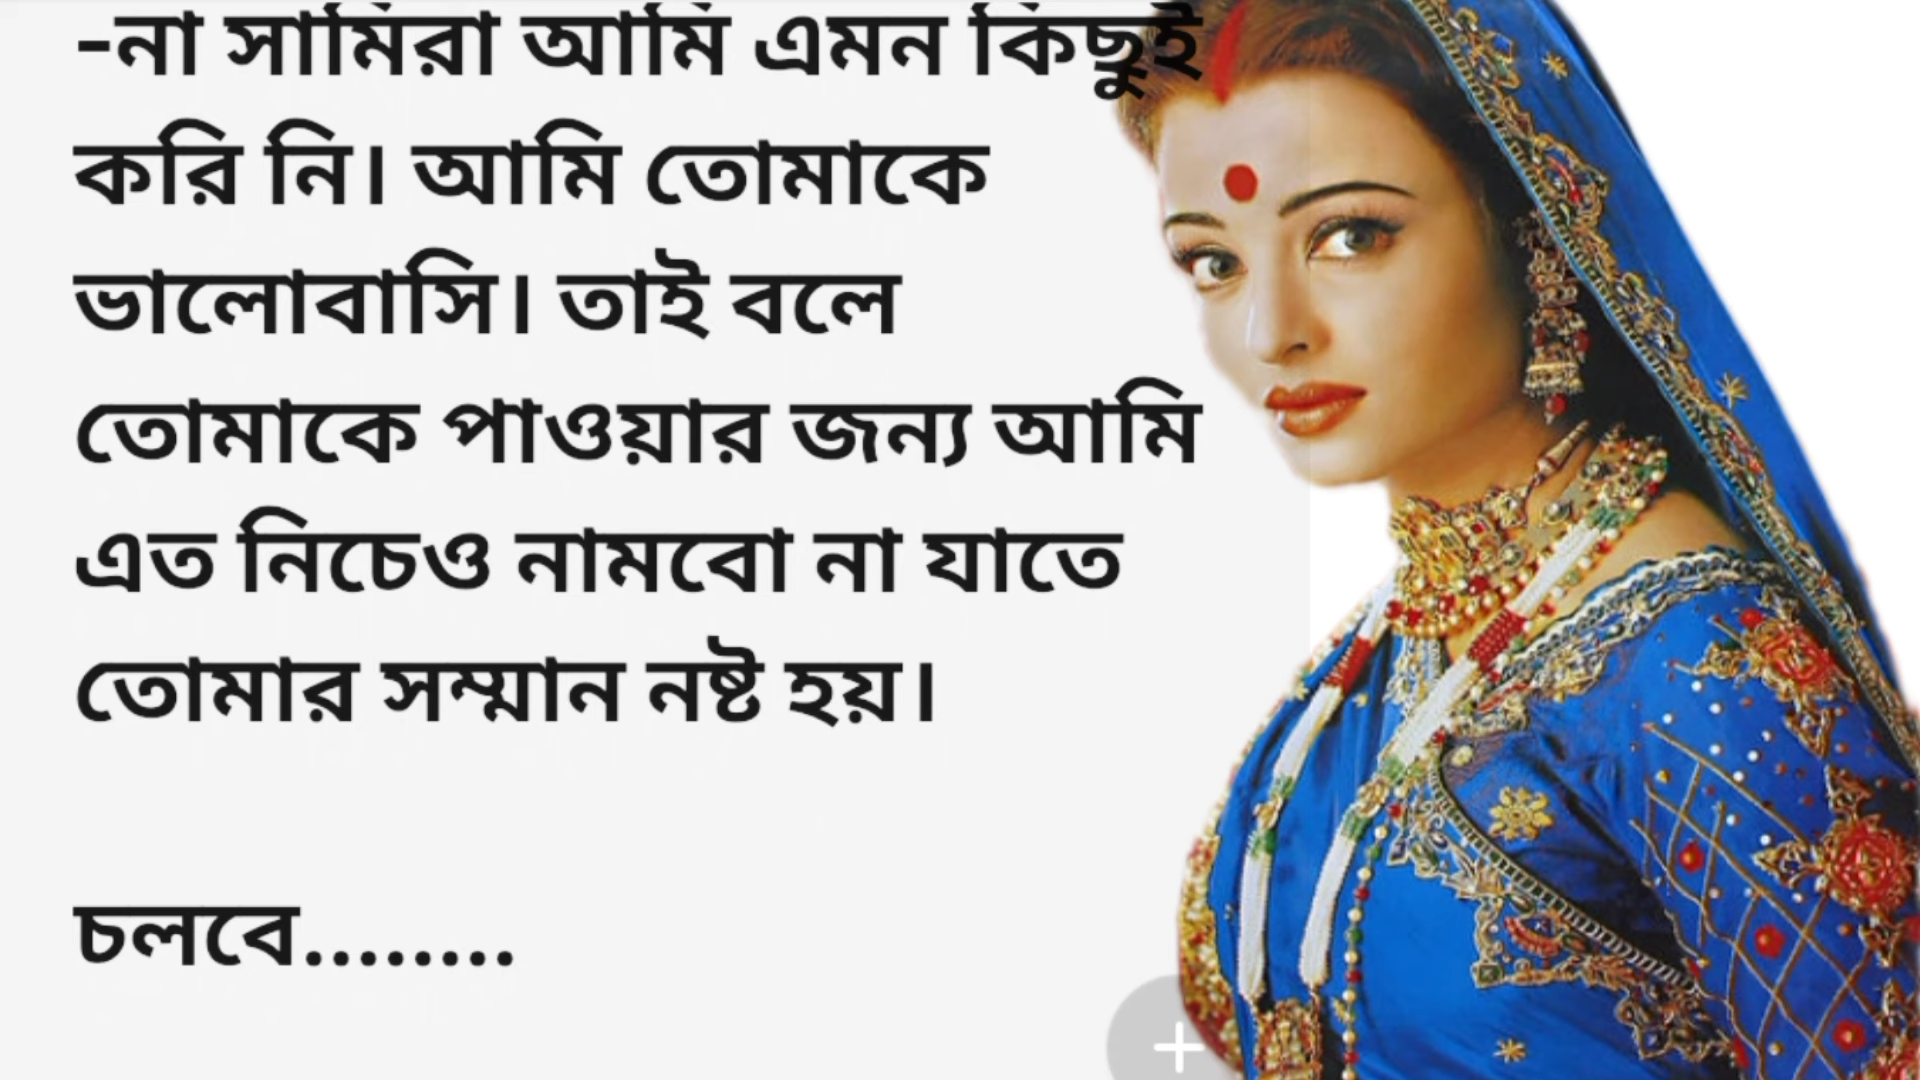 -না সামিরা আমি এমন কিছুই
করি নি। আমি তোমাকে
ভালোবাসি। তাই বলে
তোমাকে পাওয়ার জন্য আমি
এত নিচেও নামবো না যাতে
তোমার সম্মান নষ্ট হয়।
চলবে........